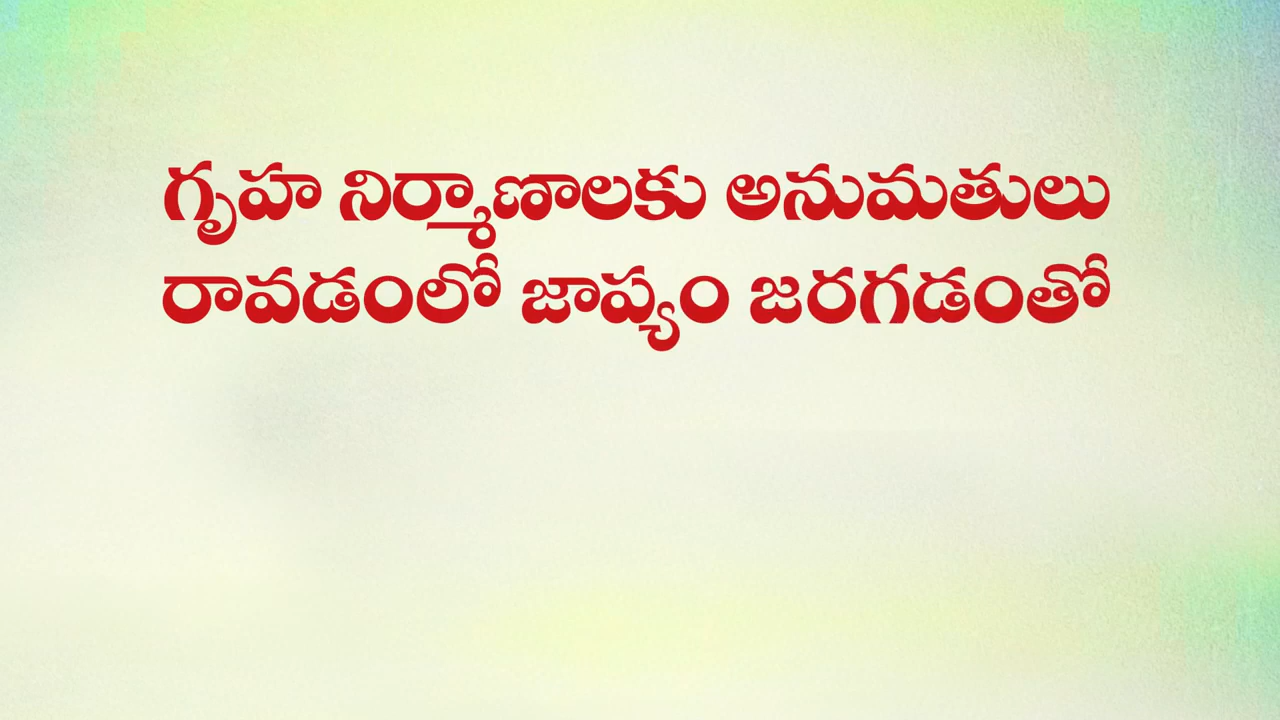 గృహ నిర్మాణాలకు అనుమతులు
రావడంలో జాప్యం జరగడంతో